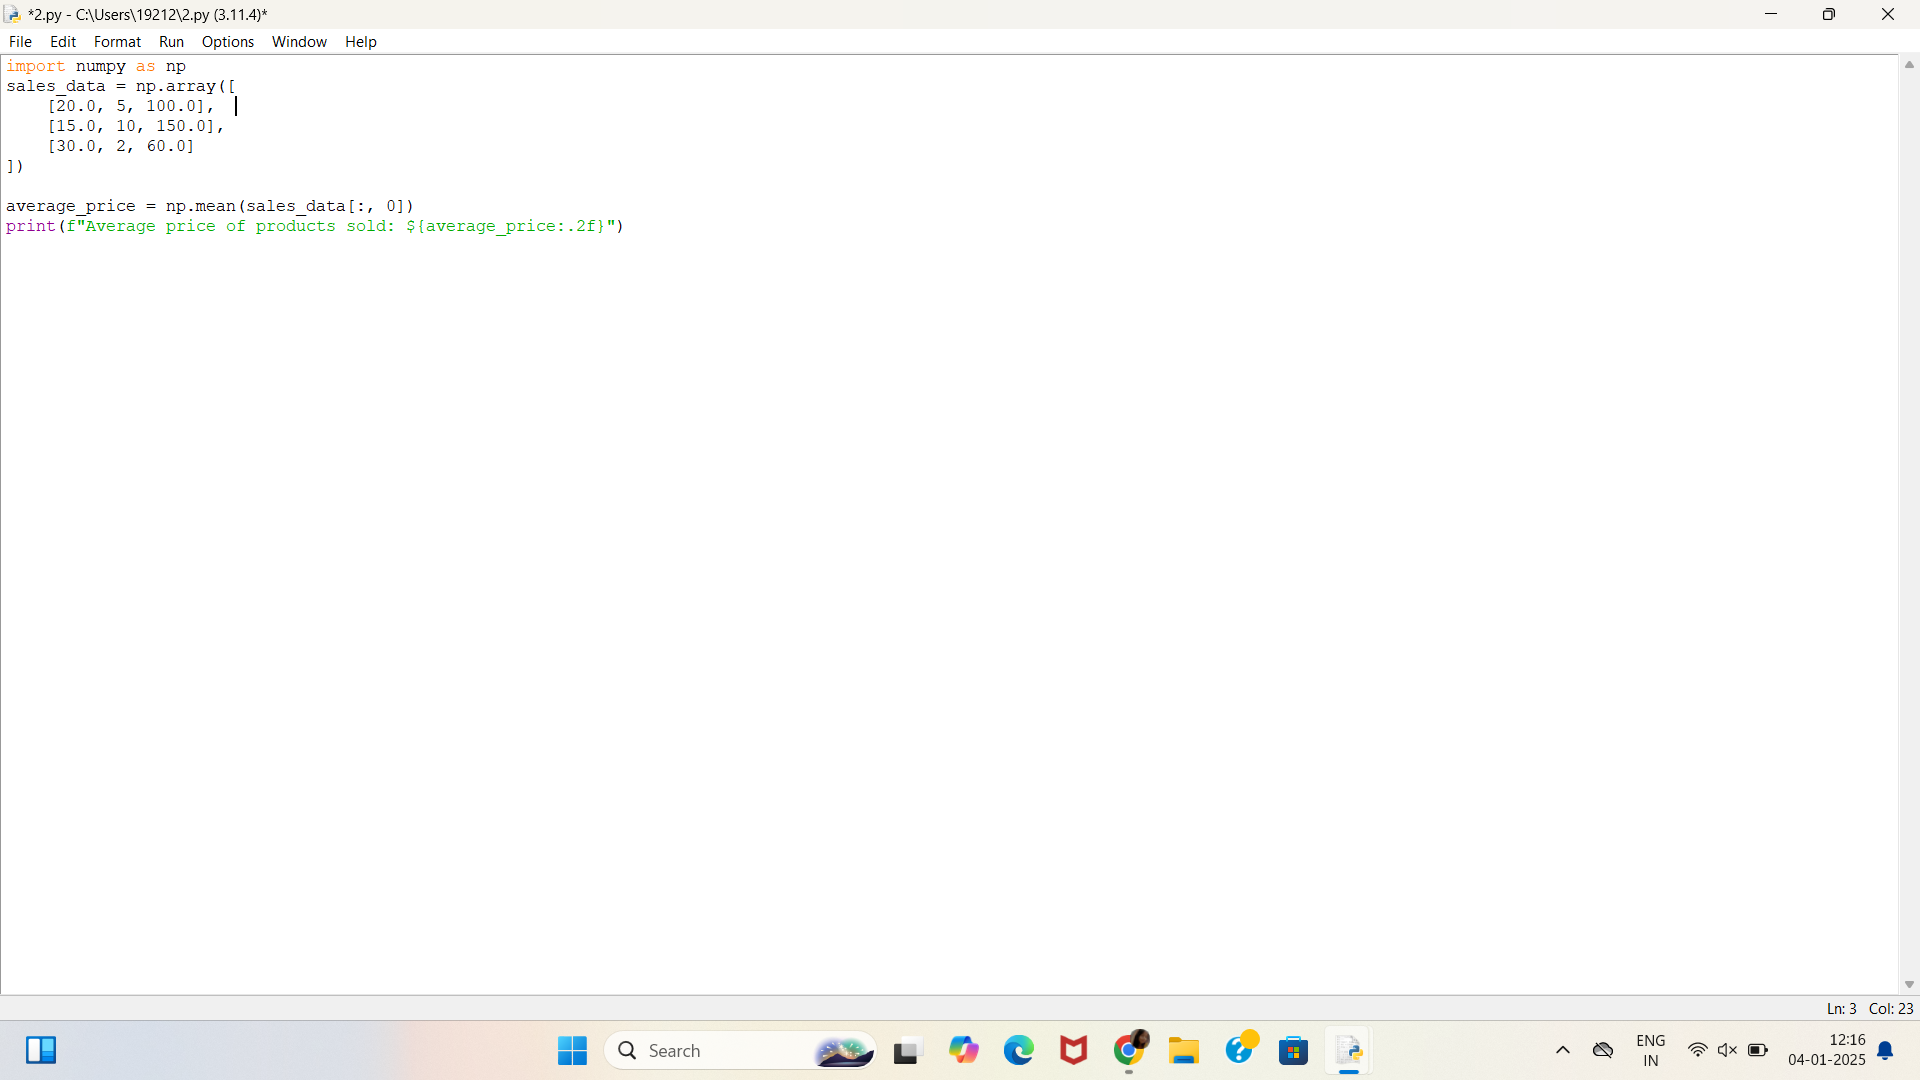 *2.py - C:\Users\19212\2.py (3.11.4)*
File Edit Format Run Options Window Help
import numpy as np
sales_data = np.array([
    [20.0, 5, 100.0],
    [15.0, 10, 150.0],
    [30.0, 2, 60.0]
])
average_price = np.mean(sales_data[:, 0])
print(f"Average price of products sold: ${average_price:.2f}")
Ln: 3 Col: 23
Search
ENG
IN
12:16
04-01-2025